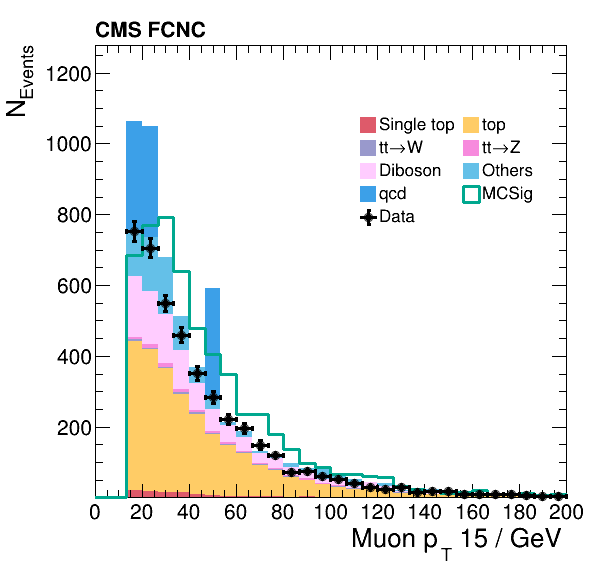 CMS FCNC
N_Events
1200
1000
800
600
400
200
Single top
top
tt→W
tt→Z
Diboson
Others
qcd
MCSig
Data
0 20 40 60 80 100 120 140 160 180 200
Muon p_T 15 / GeV